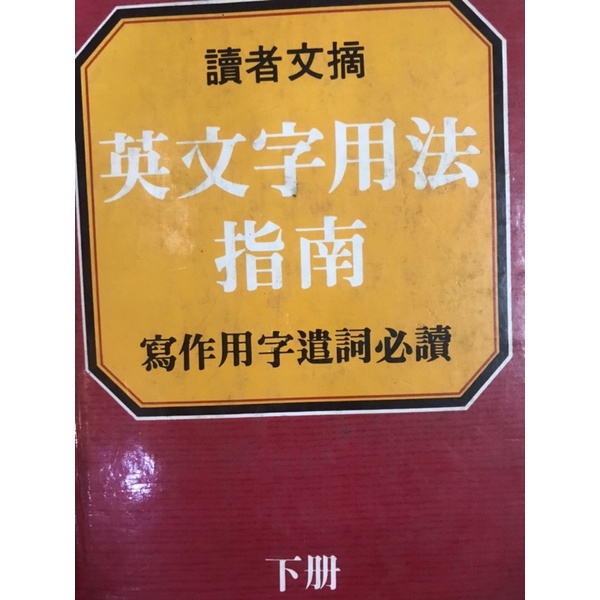 讀者文摘
英文字用法
指南
寫作用字遣詞必讀
下册